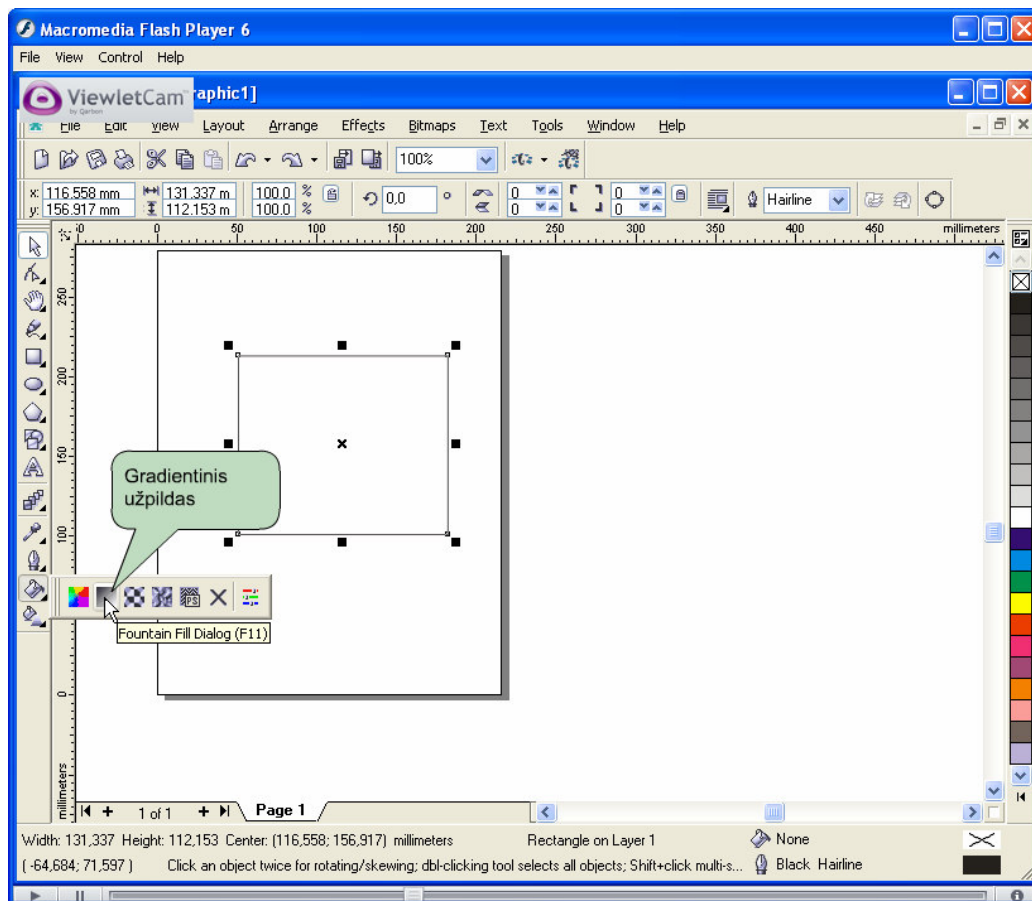 Macromedia Flash Player 6
File View Control Help
ViewletCam™ raphic1]
by Qarbon
File Edit View Layout Arrange Effects Bitmaps Text Tools Window Help
100%
x: 116.558 mm 131.337 m 100.0 % 0,0 ° 0 0 Hairline
y: 156.917 mm 112.153 m 100.0 % 0 0
0 50 100 150 200 250 300 350 400 450 millimeters
250
200
150
100
0
millimeters
Gradientinis
užpildas
PS
Fountain Fill Dialog (F11)
1 of 1 Page 1
Width: 131,337 Height: 112,153 Center: (116,558; 156,917) millimeters Rectangle on Layer 1 None
( -64,684; 71,597 ) Click an object twice for rotating/skewing; dbl-clicking tool selects all objects; Shift+click multi-s... Black Hairline